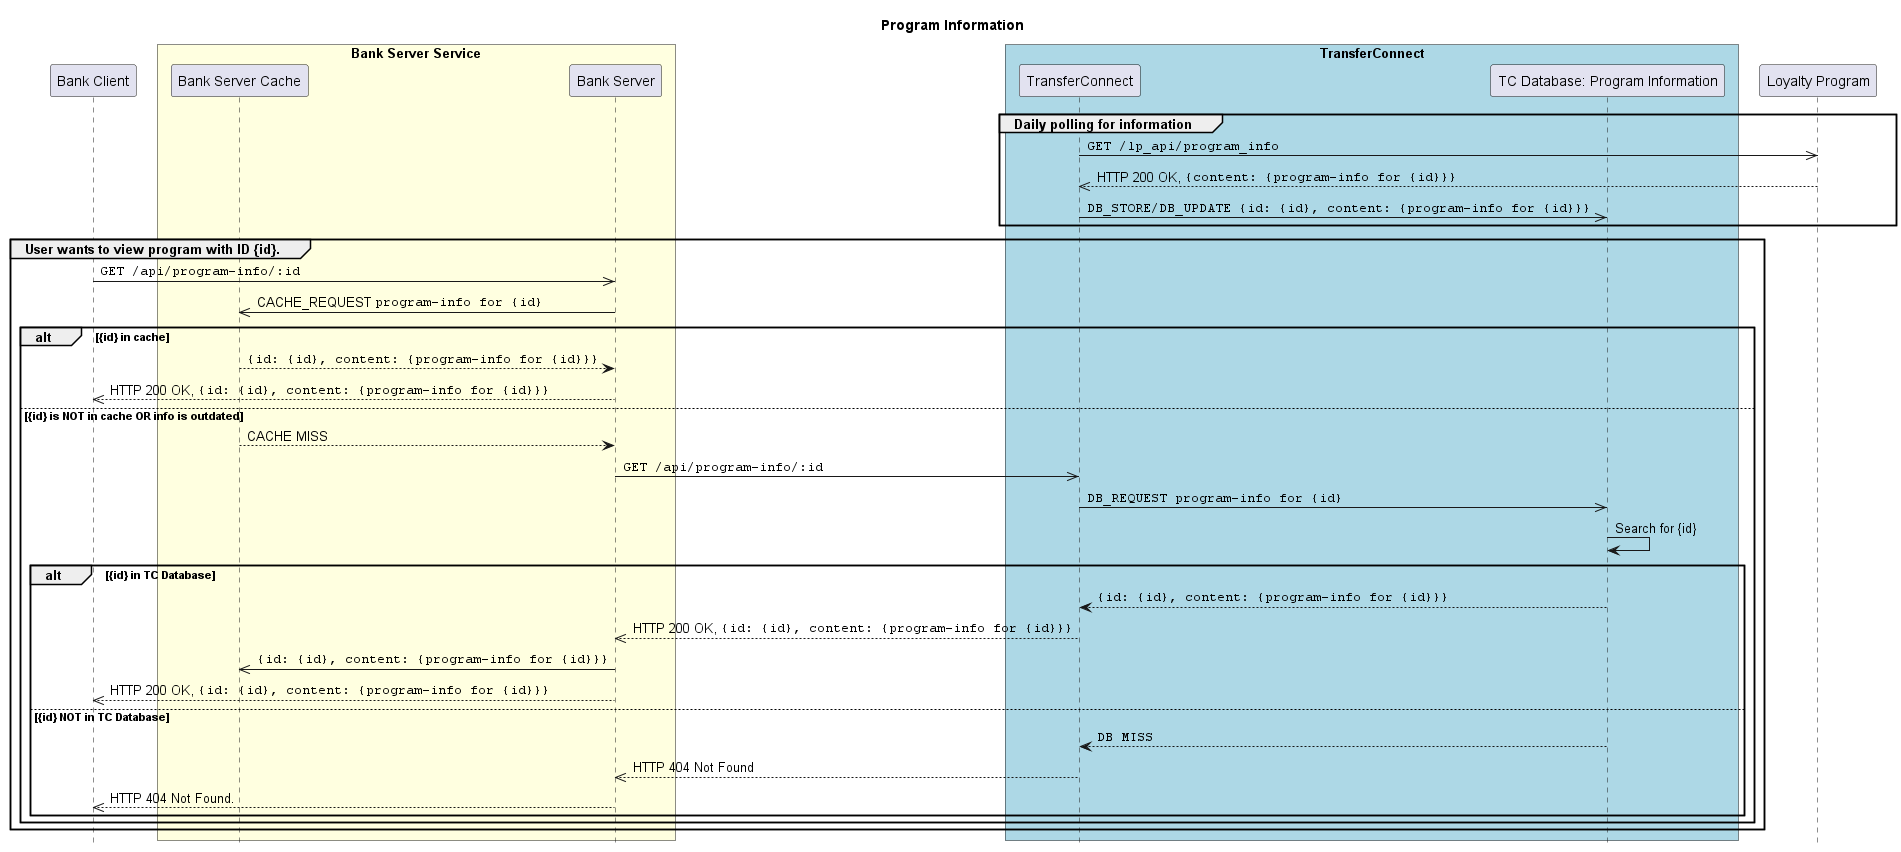 Program Information
Bank Server Service
TransferConnect
Bank Client
Bank Server Cache
Bank Server
TransferConnect
TC Database: Program Information
Loyalty Program
Daily polling for information
GET /lp_api/program_info
HTTP 200 OK, {content: {program-info for {id}}}
DB_STORE/DB_UPDATE {id: {id}, content: {program-info for {id}}}
User wants to view program with ID {id}.
GET /api/program-info/:id
CACHE_REQUEST program-info for {id}
alt [{id} in cache]
{id: {id}, content: {program-info for {id}}}
HTTP 200 OK, {id: {id}, content: {program-info for {id}}}
[{id} is NOT in cache OR info is outdated]
CACHE MISS
GET /api/program-info/:id
DB_REQUEST program-info for {id}
Search for {id}
alt [{id} in TC Database]
{id: {id}, content: {program-info for {id}}}
HTTP 200 OK, {id: {id}, content: {program-info for {id}}}
{id: {id}, content: {program-info for {id}}}
HTTP 200 OK, {id: {id}, content: {program-info for {id}}}
[{id} NOT in TC Database]
DB MISS
HTTP 404 Not Found
HTTP 404 Not Found.